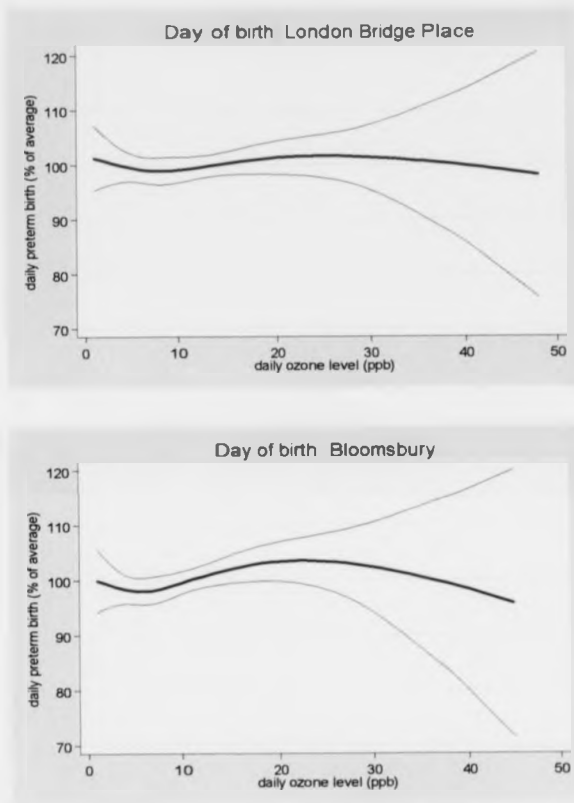 Day of birth London Bridge Place
daily preterm birth (% of average)
120
110
100
90
80
70
0 10 20 30 40 50
daily ozone level (ppb)
Day of birth Bloomsbury
daily preterm birth (% of average)
120
110
100
90
80
70
0 10 20 30 40 50
daily ozone level (ppb)